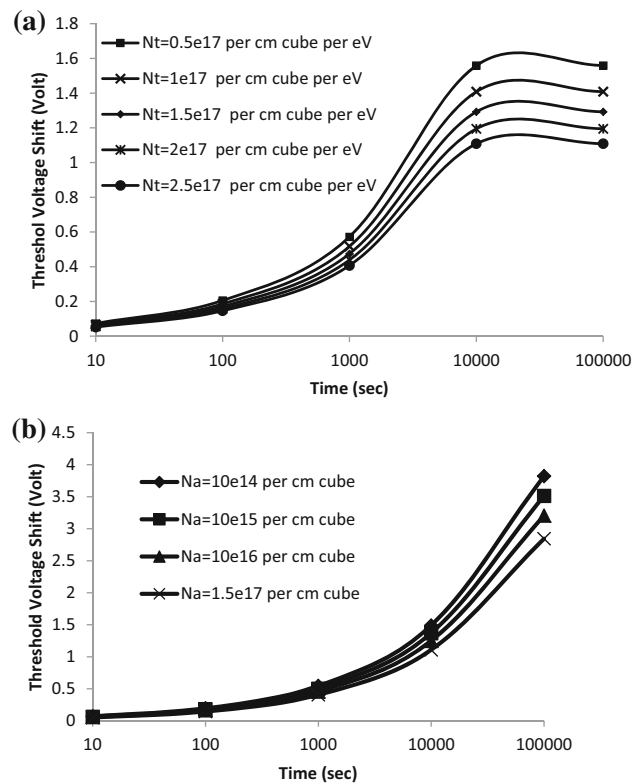 (a)
1.8
1.6
1.4
1.2
1
0.8
0.6
0.4
0.2
0
Threshol Voltage Shift (Volt)
Nt=0.5e17 per cm cube per eV
Nt=1e17 per cm cube per eV
Nt=1.5e17 per cm cube per eV
Nt=2e17 per cm cube per eV
Nt=2.5e17 per cm cube per eV
10 100 1000 10000 100000
Time (sec)
(b)
4.5
4
3.5
3
2.5
2
1.5
1
0.5
0
Threshold Voltage Shift (Volt)
Na=10e14 per cm cube
Na=10e15 per cm cube
Na=10e16 per cm cube
Na=1.5e17 per cm cube
10 100 1000 10000 100000
Time (sec)